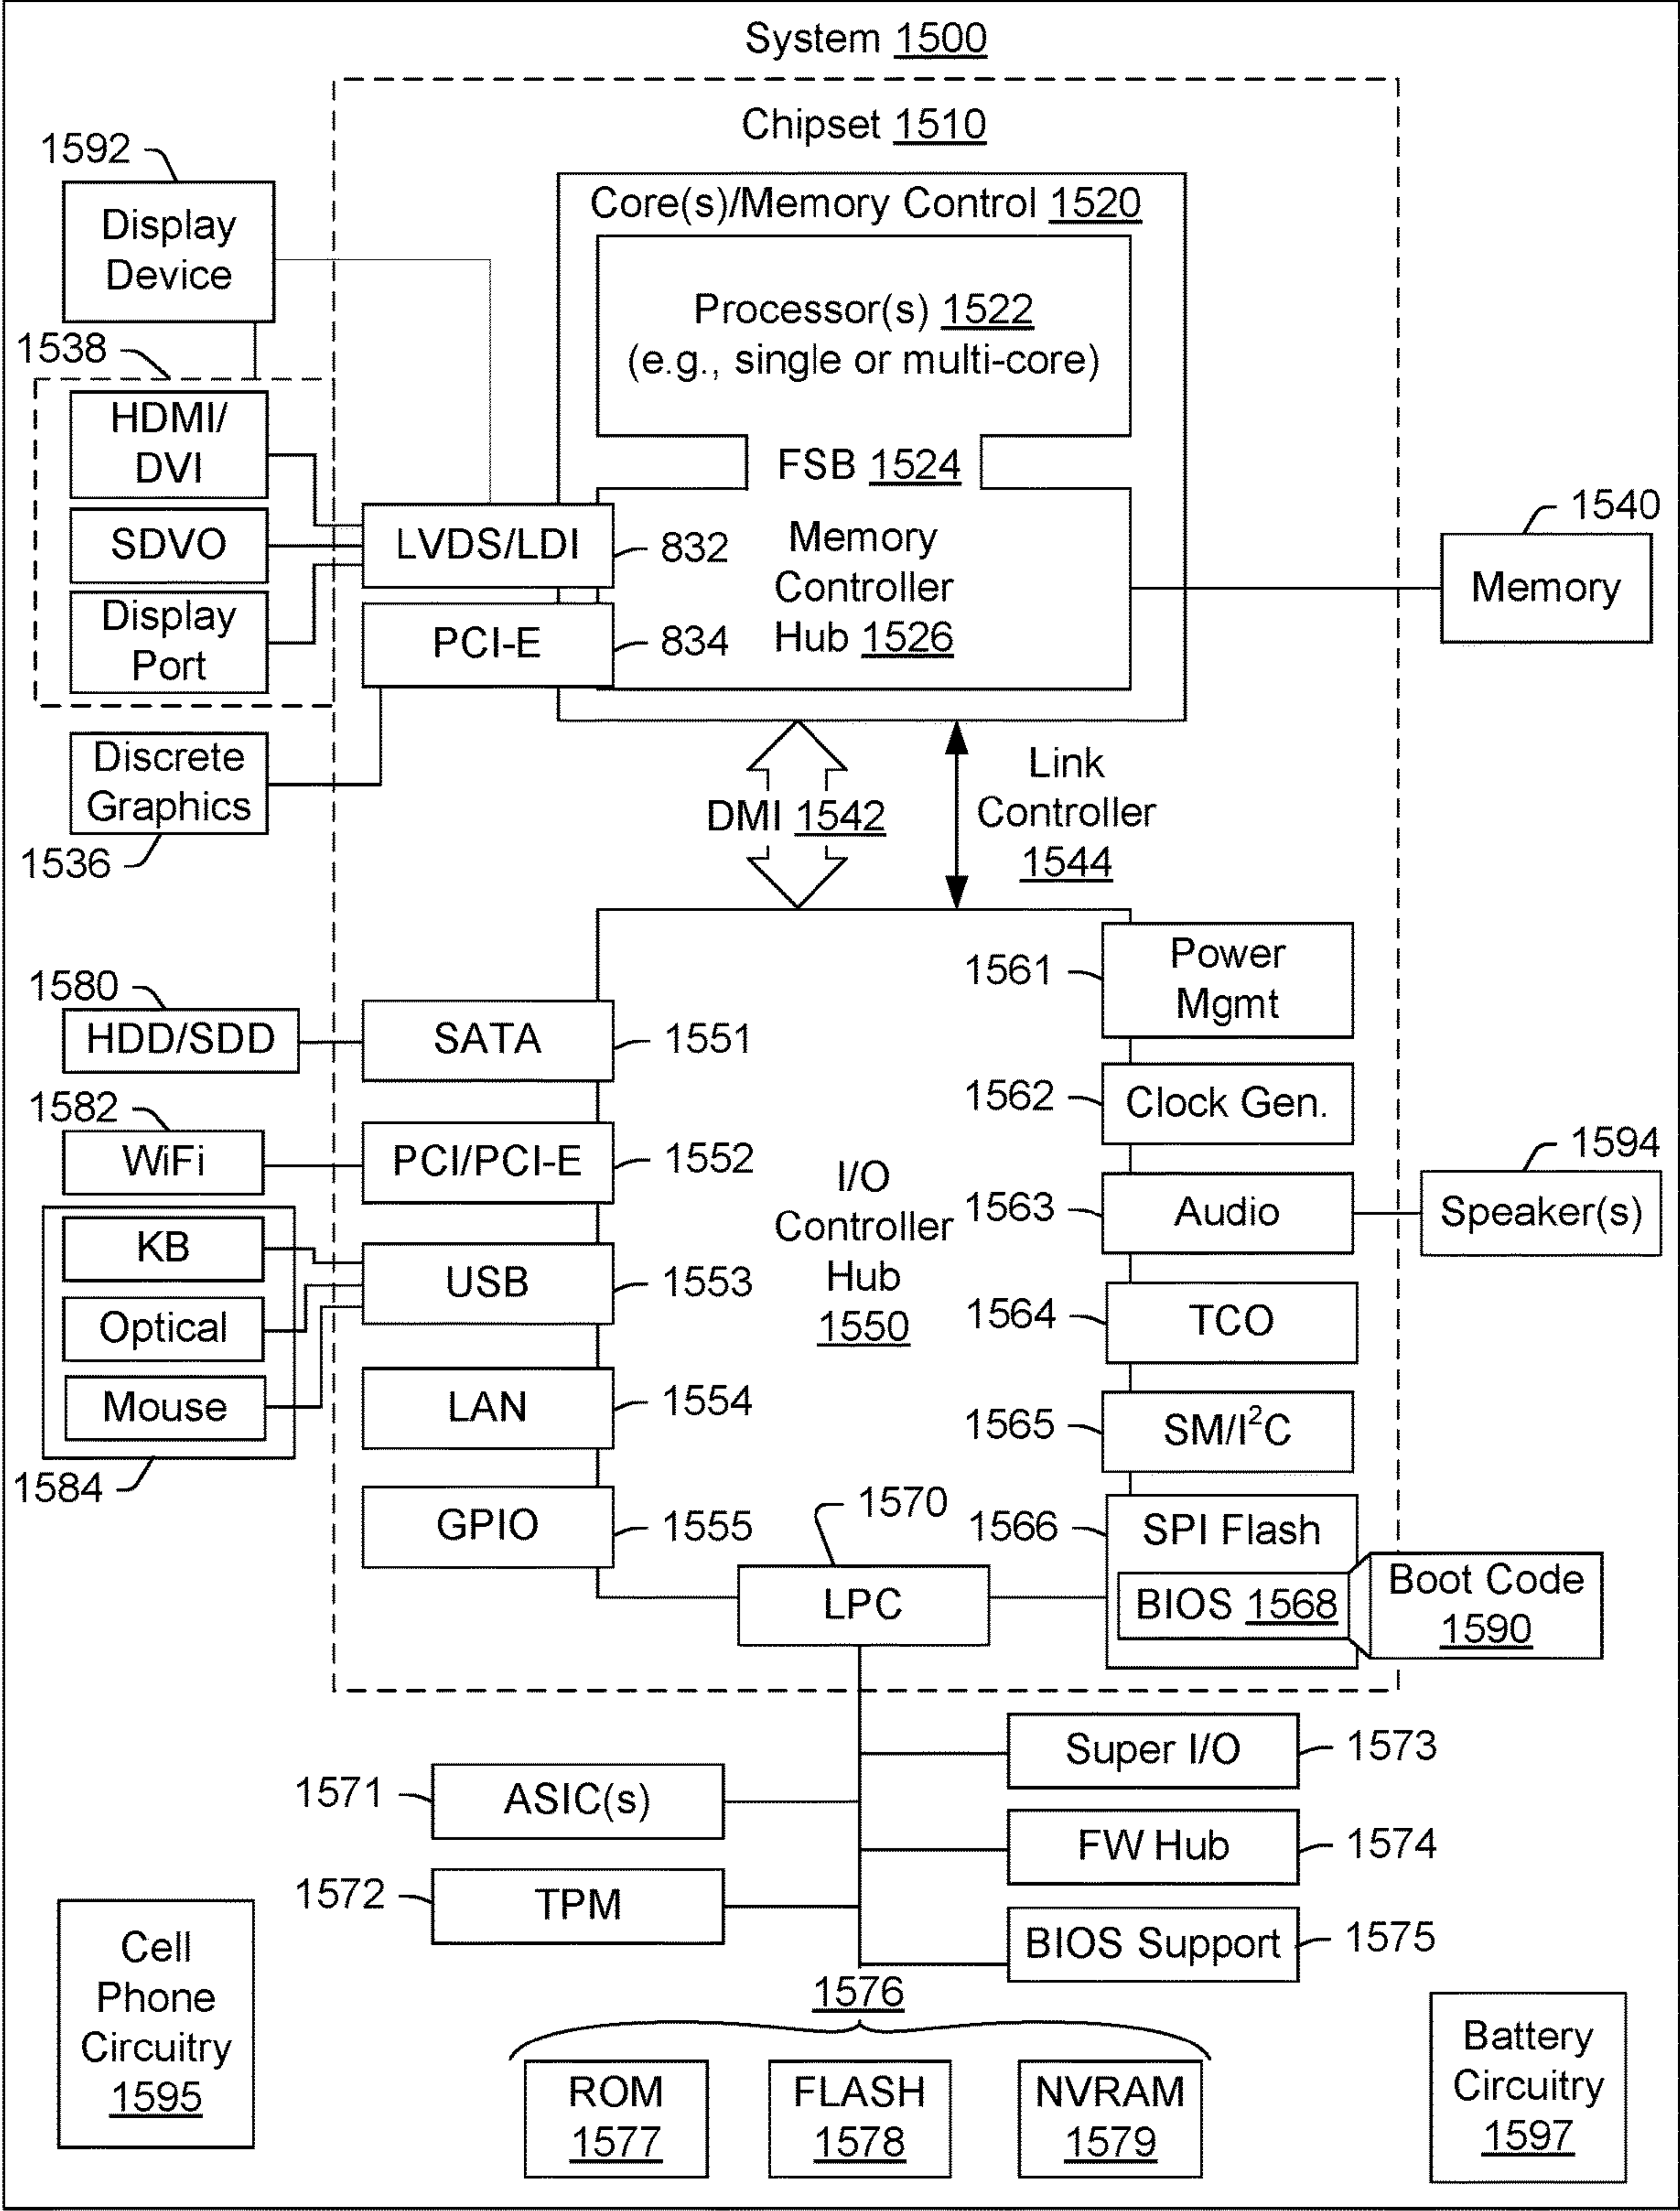 System 1500
Chipset 1510
1592
Display
Device
Core(s)/Memory Control 1520
Processor(s) 1522
(e.g., single or multi-core)
FSB 1524
Memory
Controller
Hub 1526
1538
HDMI/
DVI
SDVO
Display
Port
LVDS/LDI
832
PCI-E
834
1540
Memory
Discrete
Graphics
1536
DMI 1542
Link
Controller
1544
1580
HDD/SDD
SATA
1551
1582
WiFi
PCI/PCI-E
1552
KB
Optical
Mouse
1584
USB
1553
LAN
1554
GPIO
1555
I/O
Controller
Hub
1550
1561
Power
Mgmt
1562
Clock Gen.
1563
Audio
1594
Speaker(s)
1564
TCO
1565
SM/I²C
1566
SPI Flash
BIOS 1568
Boot Code
1590
1570
LPC
1571
ASIC(s)
1572
TPM
Super I/O
1573
FW Hub
1574
BIOS Support
1575
1576
ROM
1577
FLASH
1578
NVRAM
1579
Cell
Phone
Circuitry
1595
Battery
Circuitry
1597